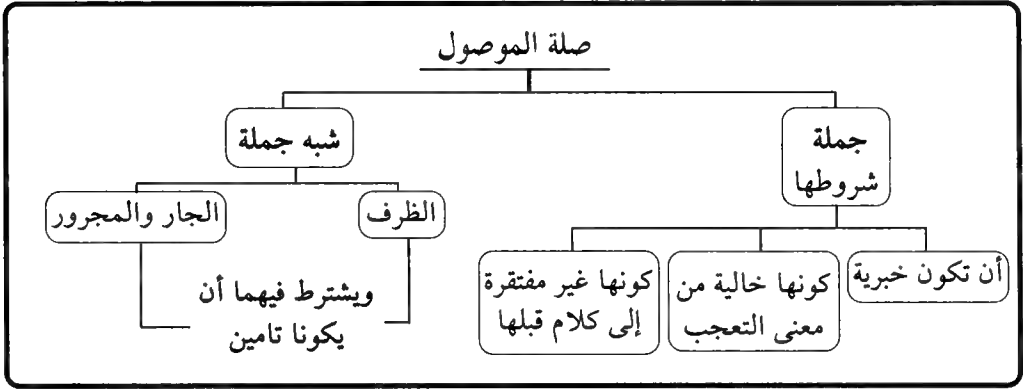 صلة الموصول
جملة
شروطها
شبه جملة
أن تكون خبرية
كونها خالية من
معنى التعجب
كونها غير مفتقرة
إلى كلام قبلها
الظرف
الجار والمجرور
ويشترط فيهما أن
يكونا تامين